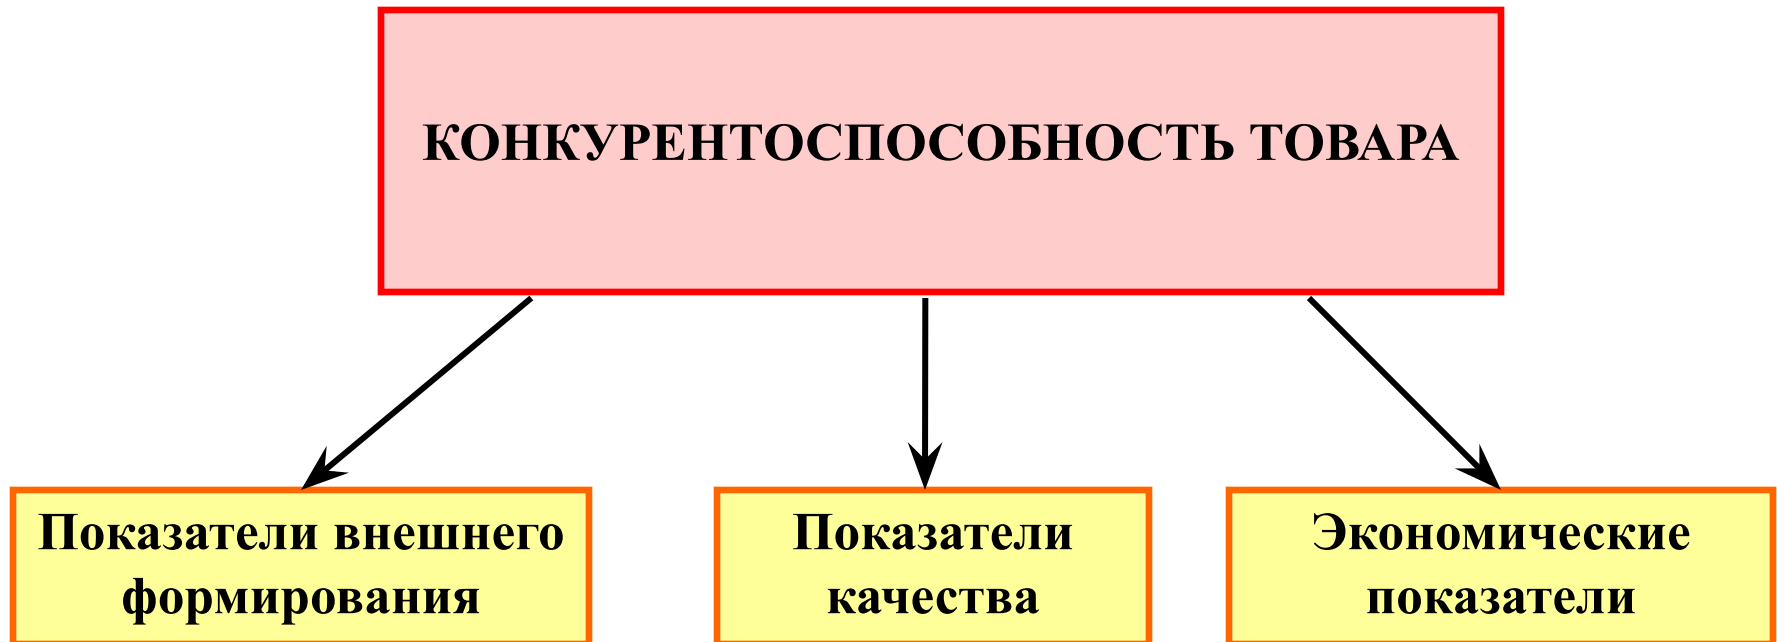 КОНКУРЕНТОСПОСОБНОСТЬ ТОВАРА
Показатели внешнего
формирования
Показатели
качества
Экономические
показатели